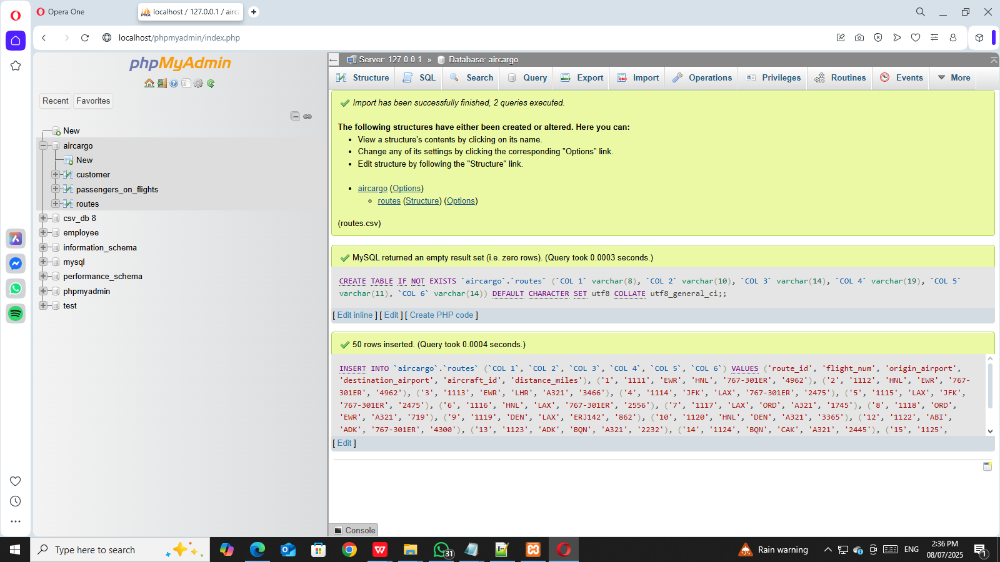 Opera One
localhost / 127.0.0.1 / airca
localhost/phpmyadmin/index.php
phpMyAdmin
Recent
Favorites
New
aircargo
New
customer
passengers_on_flights
routes
csv_db 8
employee
information_schema
mysql
performance_schema
phpmyadmin
test
Server: 127.0.0.1 » Database: aircargo
Structure
SQL
Search
Query
Export
Import
Operations
Privileges
Routines
Events
More
Import has been successfully finished, 2 queries executed.
The following structures have either been created or altered. Here you can:
• View a structure's contents by clicking on its name.
• Change any of its settings by clicking the corresponding "Options" link.
• Edit structure by following the "Structure" link.
• aircargo (Options)
routes (Structure) (Options)
(routes.csv)
MySQL returned an empty result set (i.e. zero rows). (Query took 0.0003 seconds.)
CREATE TABLE IF NOT EXISTS `aircargo`.`routes` (`COL 1` varchar(8), `COL 2` varchar(10), `COL 3` varchar(14), `COL 4` varchar(19), `COL 5`
varchar(11), `COL 6` varchar(14)) DEFAULT CHARACTER SET utf8 COLLATE utf8_general_ci;;
[ Edit inline ] [ Edit ] [ Create PHP code ]
50 rows inserted. (Query took 0.0004 seconds.)
INSERT INTO `aircargo`.`routes` (`COL 1`, `COL 2`, `COL 3`, `COL 4`, `COL 5`, `COL 6`) VALUES ('route_id', 'flight_num', 'origin_airport',
'destination_airport', 'aircraft_id', 'distance_miles'), ('1', '1111', 'EWR', 'HNL', '767-301ER', '4962'), ('2', '1112', 'HNL', 'EWR', '767-
301ER', '4962'), ('3', '1113', 'EWR', 'LHR', 'A321', '3466'), ('4', '1114', 'JFK', 'LAX', '767-301ER', '2475'), ('5', '1115', 'LAX', 'JFK',
'767-301ER', '2475'), ('6', '1116', 'HNL', 'LAX', '767-301ER', '2556'), ('7', '1117', 'LAX', 'ORD', 'A321', '1745'), ('8', '1118', 'ORD',
'EWR', 'A321', '719'), ('9', '1119', 'DEN', 'LAX', 'ERJ142', '862'), ('10', '1120', 'HNL', 'DEN', 'A321', '3365'), ('12', '1122', 'ABI',
'ADK', '767-301ER', '4300'), ('13', '1123', 'ADK', 'BQN', 'A321', '2232'), ('14', '1124', 'BQN', 'CAK', 'A321', '2445'), ('15', '1125',
[ Edit ]
Console
Type here to search
31
Rain warning
ENG
2:36 PM
08/07/2025
1